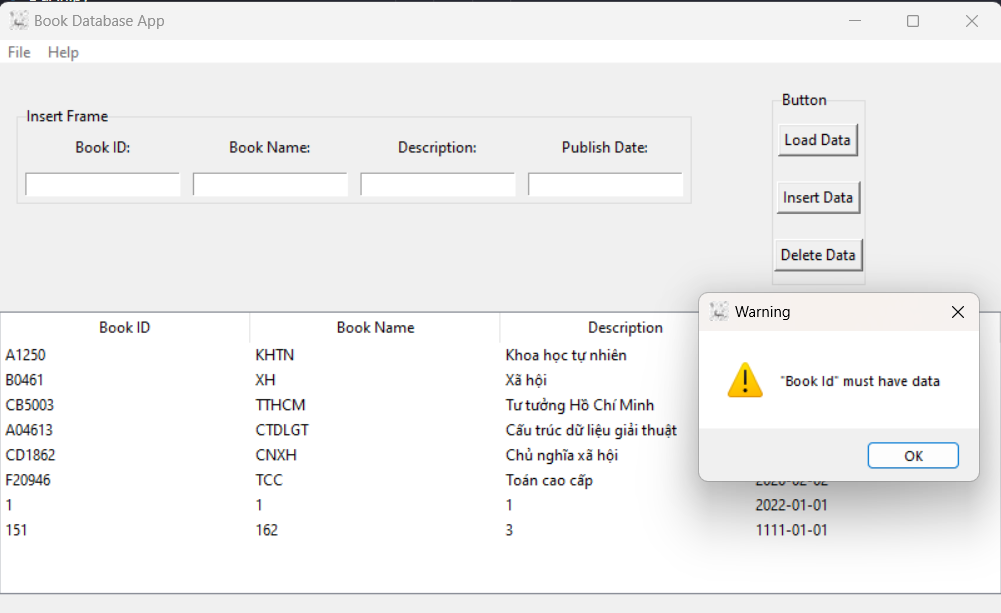 Book Database App
File Help
Insert Frame
Book ID: Book Name: Description: Publish Date:
Button
Load Data
Insert Data
Delete Data
Book ID Book Name Description
A1250 KHTN Khoa học tự nhiên
B0461 XH Xã hội
CB5003 TTHCM Tư tưởng Hồ Chí Minh
A04613 CTDLGT Cấu trúc dữ liệu giải thuật
CD1862 CNXH Chủ nghĩa xã hội
F20946 TCC Toán cao cấp
1 1 1 2022-01-01
151 162 3 1111-01-01
Warning
"Book Id" must have data
OK